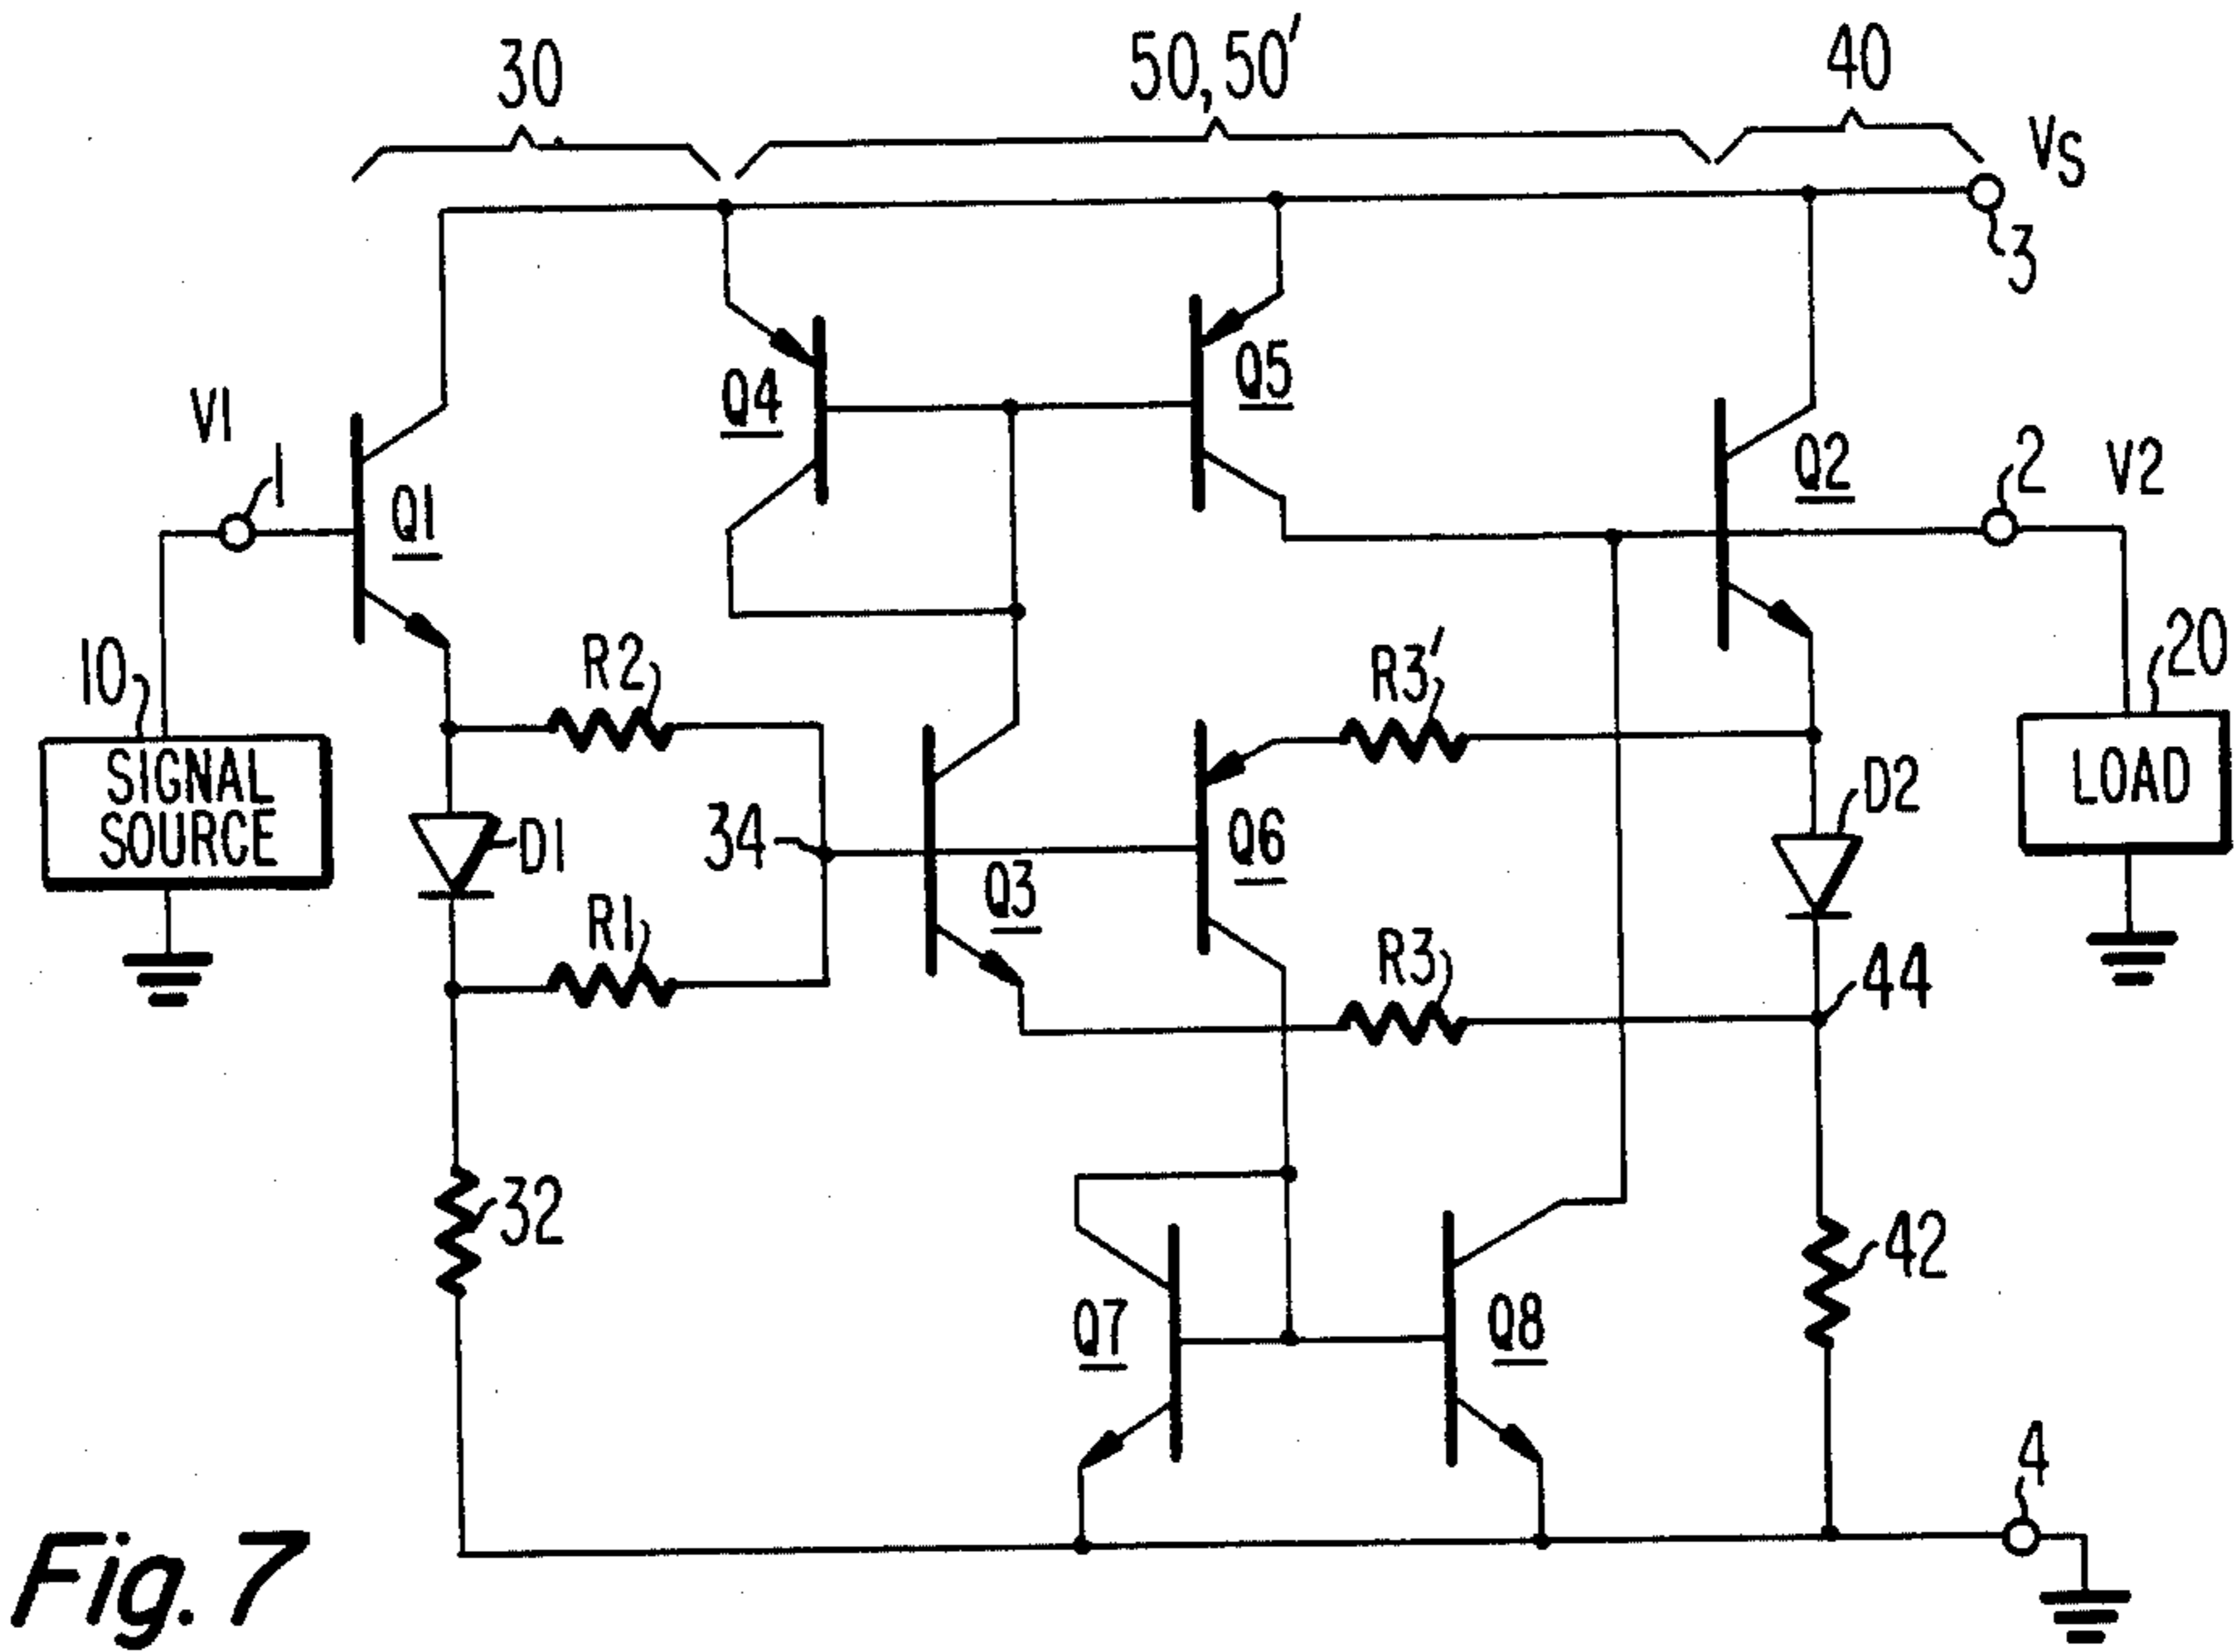 30
50,50′
40
VS
3
Q4
Q5
V1
1
Q1
Q2
2
V2
10
R2
R3′
20
SIGNAL
SOURCE
D1
34
Q3
Q6
D2
LOAD
R1
R3
44
32
42
Q7
Q8
4
Fig. 7